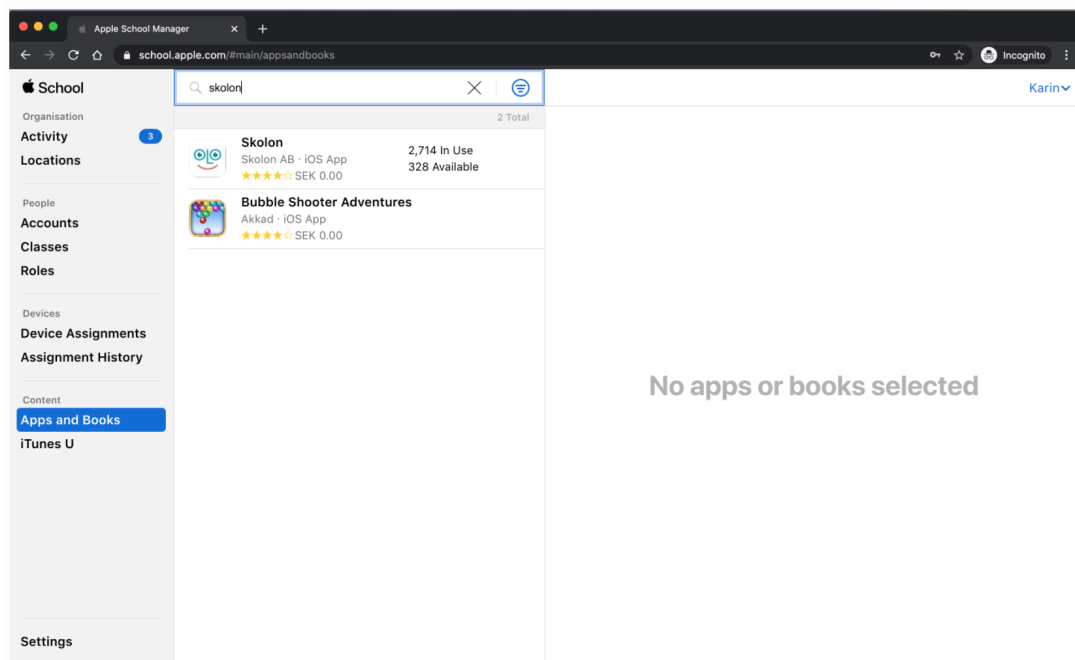 Apple School Manager
school.apple.com/#main/appsandbooks
Incognito
School
skolon
Karin
Organisation
Activity 3
Locations
People
Accounts
Classes
Roles
Devices
Device Assignments
Assignment History
Content
Apps and Books
iTunes U
Settings
2 Total
Skolon
Skolon AB · iOS App
★★★★☆ SEK 0.00
2,714 In Use
328 Available
Bubble Shooter Adventures
Akkad · iOS App
★★★★☆ SEK 0.00
No apps or books selected